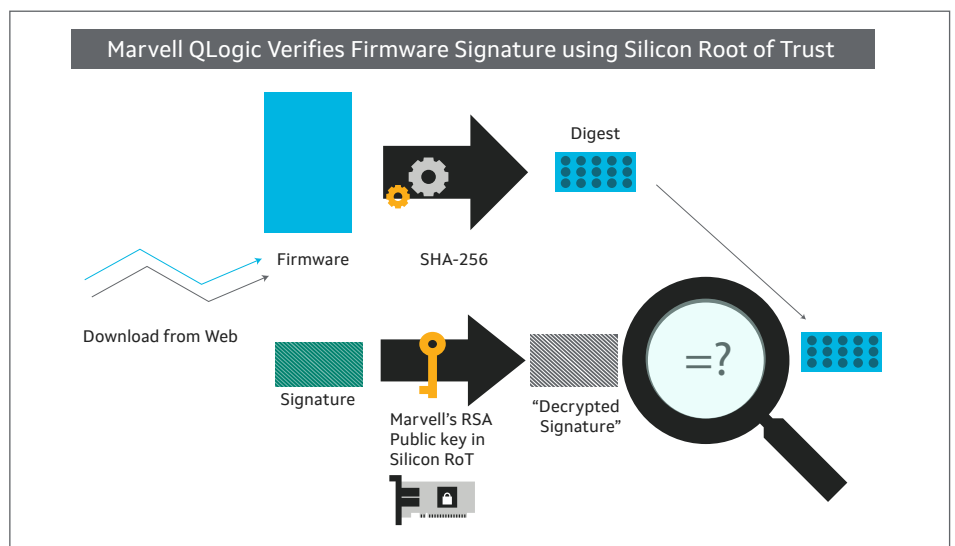 Marvell QLogic Verifies Firmware Signature using Silicon Root of Trust
Digest
Firmware
SHA-256
Download from Web
=?
Signature
Marvell's RSA
Public key in
Silicon RoT
“Decrypted
Signature”